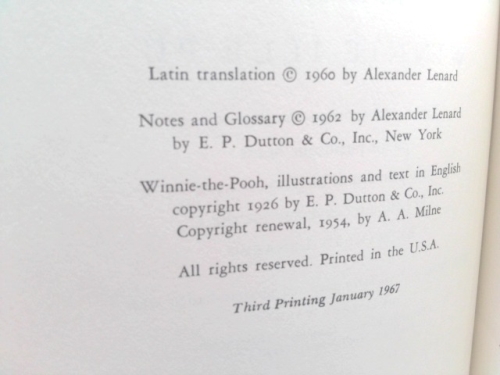 Latin translation © 1960 by Alexander Lenard
Notes and Glossary © 1962 by Alexander Lenard
by E. P. Dutton & Co., Inc., New York
Winnie-the-Pooh, illustrations and text in English
copyright 1926 by E. P. Dutton & Co., Inc.
Copyright renewal, 1954, by A. A. Milne
All rights reserved. Printed in the U.S.A.
Third Printing January 1967